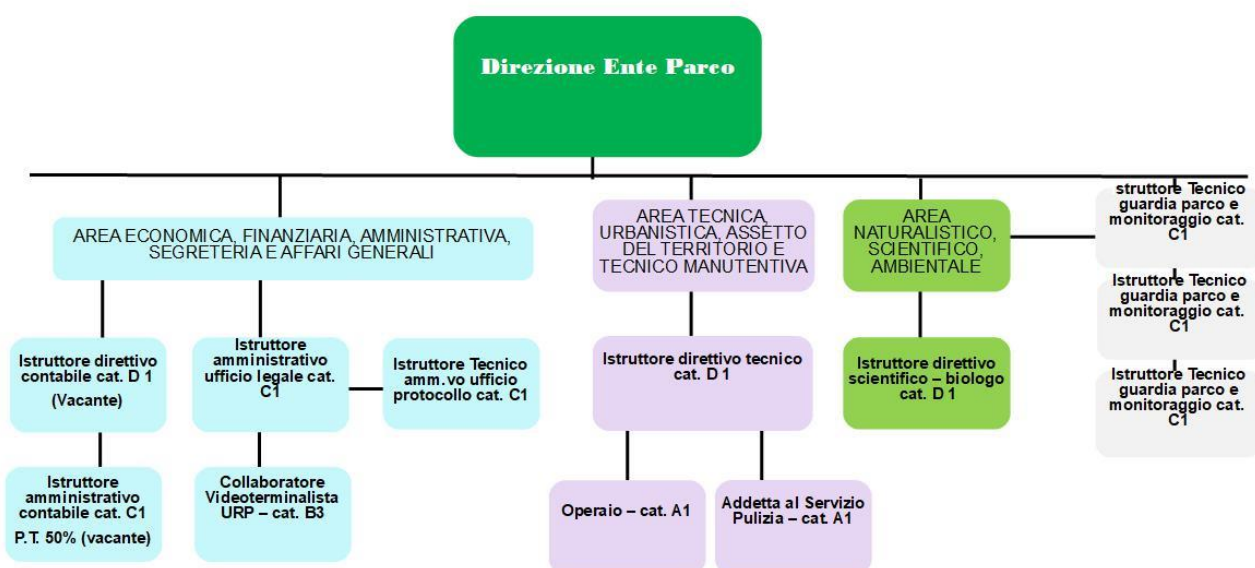 Direzione Ente Parco
AREA ECONOMICA, FINANZIARIA, AMMINISTRATIVA,
SEGRETERIA E AFFARI GENERALI
AREA TECNICA,
URBANISTICA, ASSETTO
DEL TERRITORIO E
TECNICO MANUTENTIVA
AREA
NATURALISTICO,
SCIENTIFICO,
AMBIENTALE
struttore Tecnico
guardia parco e
monitoraggio cat.
C1
Istruttore Tecnico
guardia parco e
monitoraggio cat.
C1
Istruttore Tecnico
guardia parco e
monitoraggio cat.
C1
Istruttore direttivo
contabile cat. D 1
(Vacante)
Istruttore
amministrativo
ufficio legale cat.
C1
Istruttore Tecnico
amm.vo ufficio
protocollo cat. C1
Istruttore direttivo tecnico
cat. D 1
Istruttore direttivo
scientifico – biologo
cat. D 1
Istruttore
amministrativo
contabile cat. C1
P.T. 50% (vacante)
Collaboratore
Videoterminalista
URP – cat. B3
Operaio – cat. A1
Addetta al Servizio
Pulizia – cat. A1